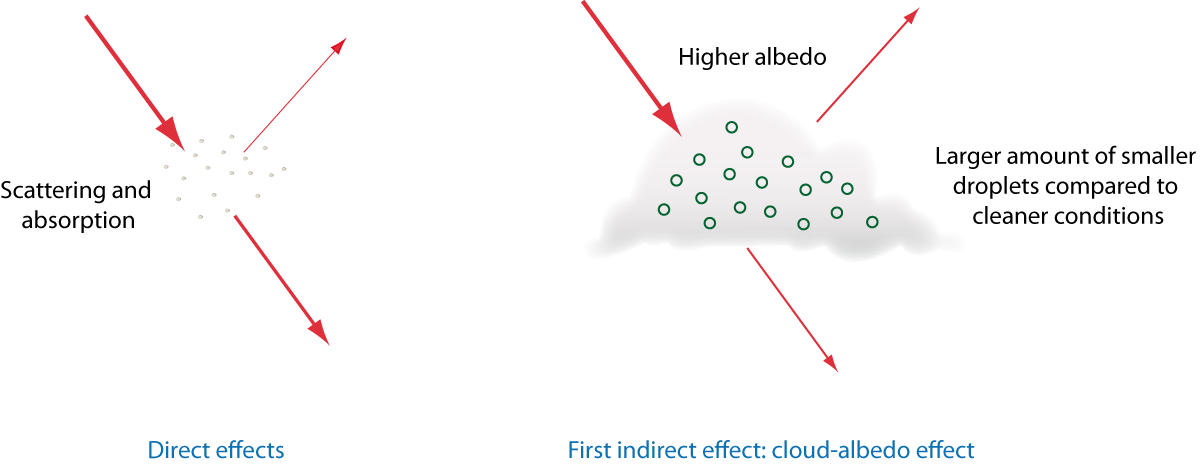 Higher albedo
Scattering and
absorption
Larger amount of smaller
droplets compared to
cleaner conditions
Direct effects
First indirect effect: cloud-albedo effect